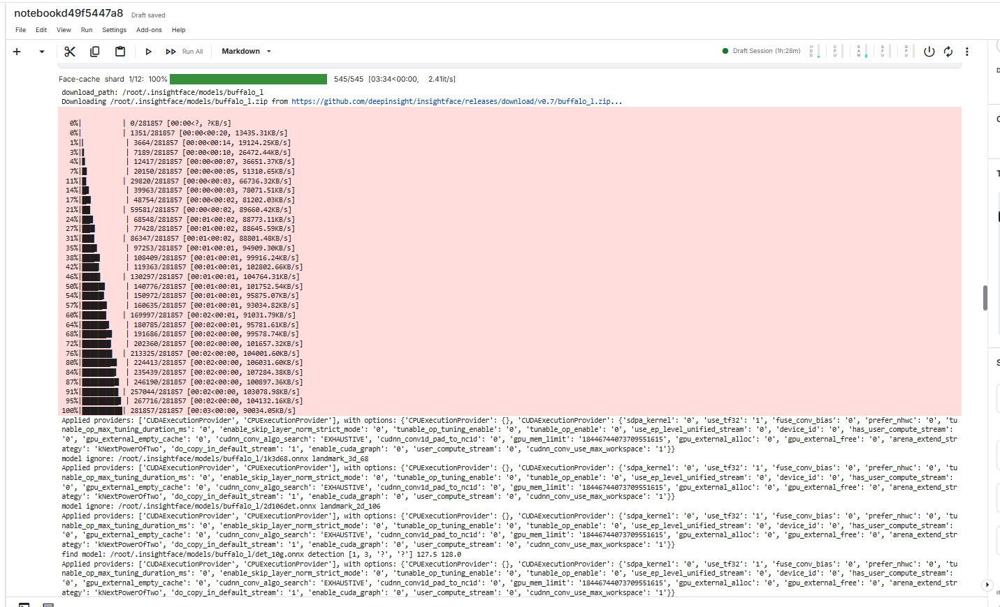 notebookd49f5447a8 Draft saved
File Edit View Run Settings Add-ons Help
Run All Markdown Draft Session (1h:28m) HDD CPU RAM GPU GPU
Face-cache shard 1/12: 100% 545/545 [03:34<00:00, 2.41it/s]
download_path: /root/.insightface/models/buffalo_l
Downloading /root/.insightface/models/buffalo_l.zip from https://github.com/deepinsight/insightface/releases/download/v0.7/buffalo_l.zip...
0%| | 0/281857 [00:00<?, ?KB/s]
0%| | 1351/281857 [00:00<00:20, 13435.31KB/s]
1%| | 3664/281857 [00:00<00:14, 19124.25KB/s]
3%| | 7189/281857 [00:00<00:10, 26472.44KB/s]
4%| | 12417/281857 [00:00<00:07, 36651.37KB/s]
7%| | 20150/281857 [00:00<00:05, 51310.65KB/s]
11%| | 29820/281857 [00:00<00:03, 66736.32KB/s]
14%| | 39963/281857 [00:00<00:03, 78071.51KB/s]
17%| | 48754/281857 [00:00<00:02, 81202.03KB/s]
21%| | 59581/281857 [00:00<00:02, 89660.42KB/s]
24%| | 68548/281857 [00:01<00:02, 88773.11KB/s]
27%| | 77428/281857 [00:01<00:02, 88645.59KB/s]
31%| | 86347/281857 [00:01<00:02, 88801.48KB/s]
35%| | 97253/281857 [00:01<00:01, 94909.30KB/s]
38%| | 108409/281857 [00:01<00:01, 99916.24KB/s]
42%| | 119363/281857 [00:01<00:01, 102802.66KB/s]
46%| | 130297/281857 [00:01<00:01, 104764.31KB/s]
50%| | 140776/281857 [00:01<00:01, 101752.54KB/s]
54%| | 150972/281857 [00:01<00:01, 95875.07KB/s]
57%| | 160635/281857 [00:01<00:01, 93034.82KB/s]
60%| | 169997/281857 [00:02<00:01, 91031.79KB/s]
64%| | 180785/281857 [00:02<00:01, 95781.61KB/s]
68%| | 191686/281857 [00:02<00:00, 99578.74KB/s]
72%| | 202360/281857 [00:02<00:00, 101657.32KB/s]
76%| | 213325/281857 [00:02<00:00, 104001.60KB/s]
80%| | 224413/281857 [00:02<00:00, 106031.60KB/s]
84%| | 235439/281857 [00:02<00:00, 107284.38KB/s]
87%| | 246190/281857 [00:02<00:00, 100897.36KB/s]
91%| | 257044/281857 [00:02<00:00, 103078.98KB/s]
95%| | 267716/281857 [00:02<00:00, 104132.16KB/s]
100%| | 281857/281857 [00:03<00:00, 90034.05KB/s]
Applied providers: ['CUDAExecutionProvider', 'CPUExecutionProvider'], with options: {'CPUExecutionProvider': {}, 'CUDAExecutionProvider': {'sdpa_kernel': '0', 'use_tf32': '1', 'fuse_conv_bias': '0', 'prefer_nhwc': '0', 'tu
nable_op_max_tuning_duration_ms': '0', 'enable_skip_layer_norm_strict_mode': '0', 'tunable_op_tuning_enable': '0', 'tunable_op_enable': '0', 'use_ep_level_unified_stream': '0', 'device_id': '0', 'has_user_compute_stream':
'0', 'gpu_external_empty_cache': '0', 'cudnn_conv_algo_search': 'EXHAUSTIVE', 'cudnn_conv1d_pad_to_nc1d': '0', 'gpu_mem_limit': '18446744073709551615', 'gpu_external_alloc': '0', 'gpu_external_free': '0', 'arena_extend_str
ategy': 'kNextPowerOfTwo', 'do_copy_in_default_stream': '1', 'enable_cuda_graph': '0', 'user_compute_stream': '0', 'cudnn_conv_use_max_workspace': '1'}}
model ignore: /root/.insightface/models/buffalo_l/1k3d68.onnx landmark_3d_68
Applied providers: ['CUDAExecutionProvider', 'CPUExecutionProvider'], with options: {'CPUExecutionProvider': {}, 'CUDAExecutionProvider': {'sdpa_kernel': '0', 'use_tf32': '1', 'fuse_conv_bias': '0', 'prefer_nhwc': '0', 'tu
nable_op_max_tuning_duration_ms': '0', 'enable_skip_layer_norm_strict_mode': '0', 'tunable_op_tuning_enable': '0', 'tunable_op_enable': '0', 'use_ep_level_unified_stream': '0', 'device_id': '0', 'has_user_compute_stream':
'0', 'gpu_external_empty_cache': '0', 'cudnn_conv_algo_search': 'EXHAUSTIVE', 'cudnn_conv1d_pad_to_nc1d': '0', 'gpu_mem_limit': '18446744073709551615', 'gpu_external_alloc': '0', 'gpu_external_free': '0', 'arena_extend_str
ategy': 'kNextPowerOfTwo', 'do_copy_in_default_stream': '1', 'enable_cuda_graph': '0', 'user_compute_stream': '0', 'cudnn_conv_use_max_workspace': '1'}}
model ignore: /root/.insightface/models/buffalo_l/2d106det.onnx landmark_2d_106
Applied providers: ['CUDAExecutionProvider', 'CPUExecutionProvider'], with options: {'CPUExecutionProvider': {}, 'CUDAExecutionProvider': {'sdpa_kernel': '0', 'use_tf32': '1', 'fuse_conv_bias': '0', 'prefer_nhwc': '0', 'tu
nable_op_max_tuning_duration_ms': '0', 'enable_skip_layer_norm_strict_mode': '0', 'tunable_op_tuning_enable': '0', 'tunable_op_enable': '0', 'use_ep_level_unified_stream': '0', 'device_id': '0', 'has_user_compute_stream':
'0', 'gpu_external_empty_cache': '0', 'cudnn_conv_algo_search': 'EXHAUSTIVE', 'cudnn_conv1d_pad_to_nc1d': '0', 'gpu_mem_limit': '18446744073709551615', 'gpu_external_alloc': '0', 'gpu_external_free': '0', 'arena_extend_str
ategy': 'kNextPowerOfTwo', 'do_copy_in_default_stream': '1', 'enable_cuda_graph': '0', 'user_compute_stream': '0', 'cudnn_conv_use_max_workspace': '1'}}
find model: /root/.insightface/models/buffalo_l/det_10g.onnx detection [1, 3, '?', '?'] 127.5 128.0
Applied providers: ['CUDAExecutionProvider', 'CPUExecutionProvider'], with options: {'CPUExecutionProvider': {}, 'CUDAExecutionProvider': {'sdpa_kernel': '0', 'use_tf32': '1', 'fuse_conv_bias': '0', 'prefer_nhwc': '0', 'tu
nable_op_max_tuning_duration_ms': '0', 'enable_skip_layer_norm_strict_mode': '0', 'tunable_op_tuning_enable': '0', 'tunable_op_enable': '0', 'use_ep_level_unified_stream': '0', 'device_id': '0', 'has_user_compute_stream':
'0', 'gpu_external_empty_cache': '0', 'cudnn_conv_algo_search': 'EXHAUSTIVE', 'cudnn_conv1d_pad_to_nc1d': '0', 'gpu_mem_limit': '18446744073709551615', 'gpu_external_alloc': '0', 'gpu_external_free': '0', 'arena_extend_str
ategy': 'kNextPowerOfTwo', 'do_copy_in_default_stream': '1', 'enable_cuda_graph': '0', 'user_compute_stream': '0', 'cudnn_conv_use_max_workspace': '1'}}